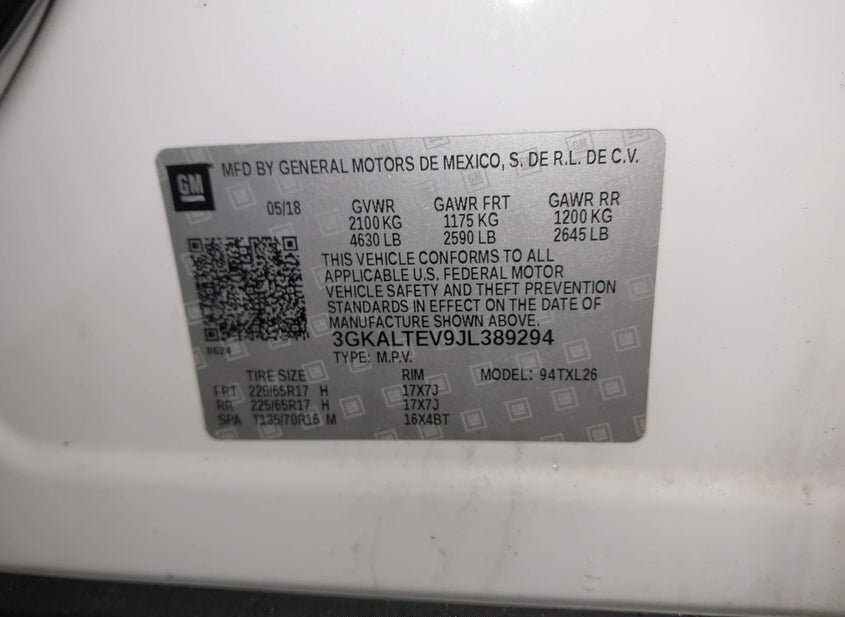 GM
MFD BY GENERAL MOTORS DE MEXICO, S. DE R.L. DE C.V.
05/18 GVWR GAWR FRT GAWR RR
2100 KG 1175 KG 1200 KG
4630 LB 2590 LB 2645 LB
THIS VEHICLE CONFORMS TO ALL
APPLICABLE U.S. FEDERAL MOTOR
VEHICLE SAFETY AND THEFT PREVENTION
STANDARDS IN EFFECT ON THE DATE OF
MANUFACTURE SHOWN ABOVE.
8624 3GKALTEV9JL389294
TYPE: M.P.V.
TIRE SIZE RIM MODEL: 94TXL26
FRT 225/65R17 H 17X7J
RR 225/65R17 H 17X7J
SPA T135/70R16 M 16X4BT